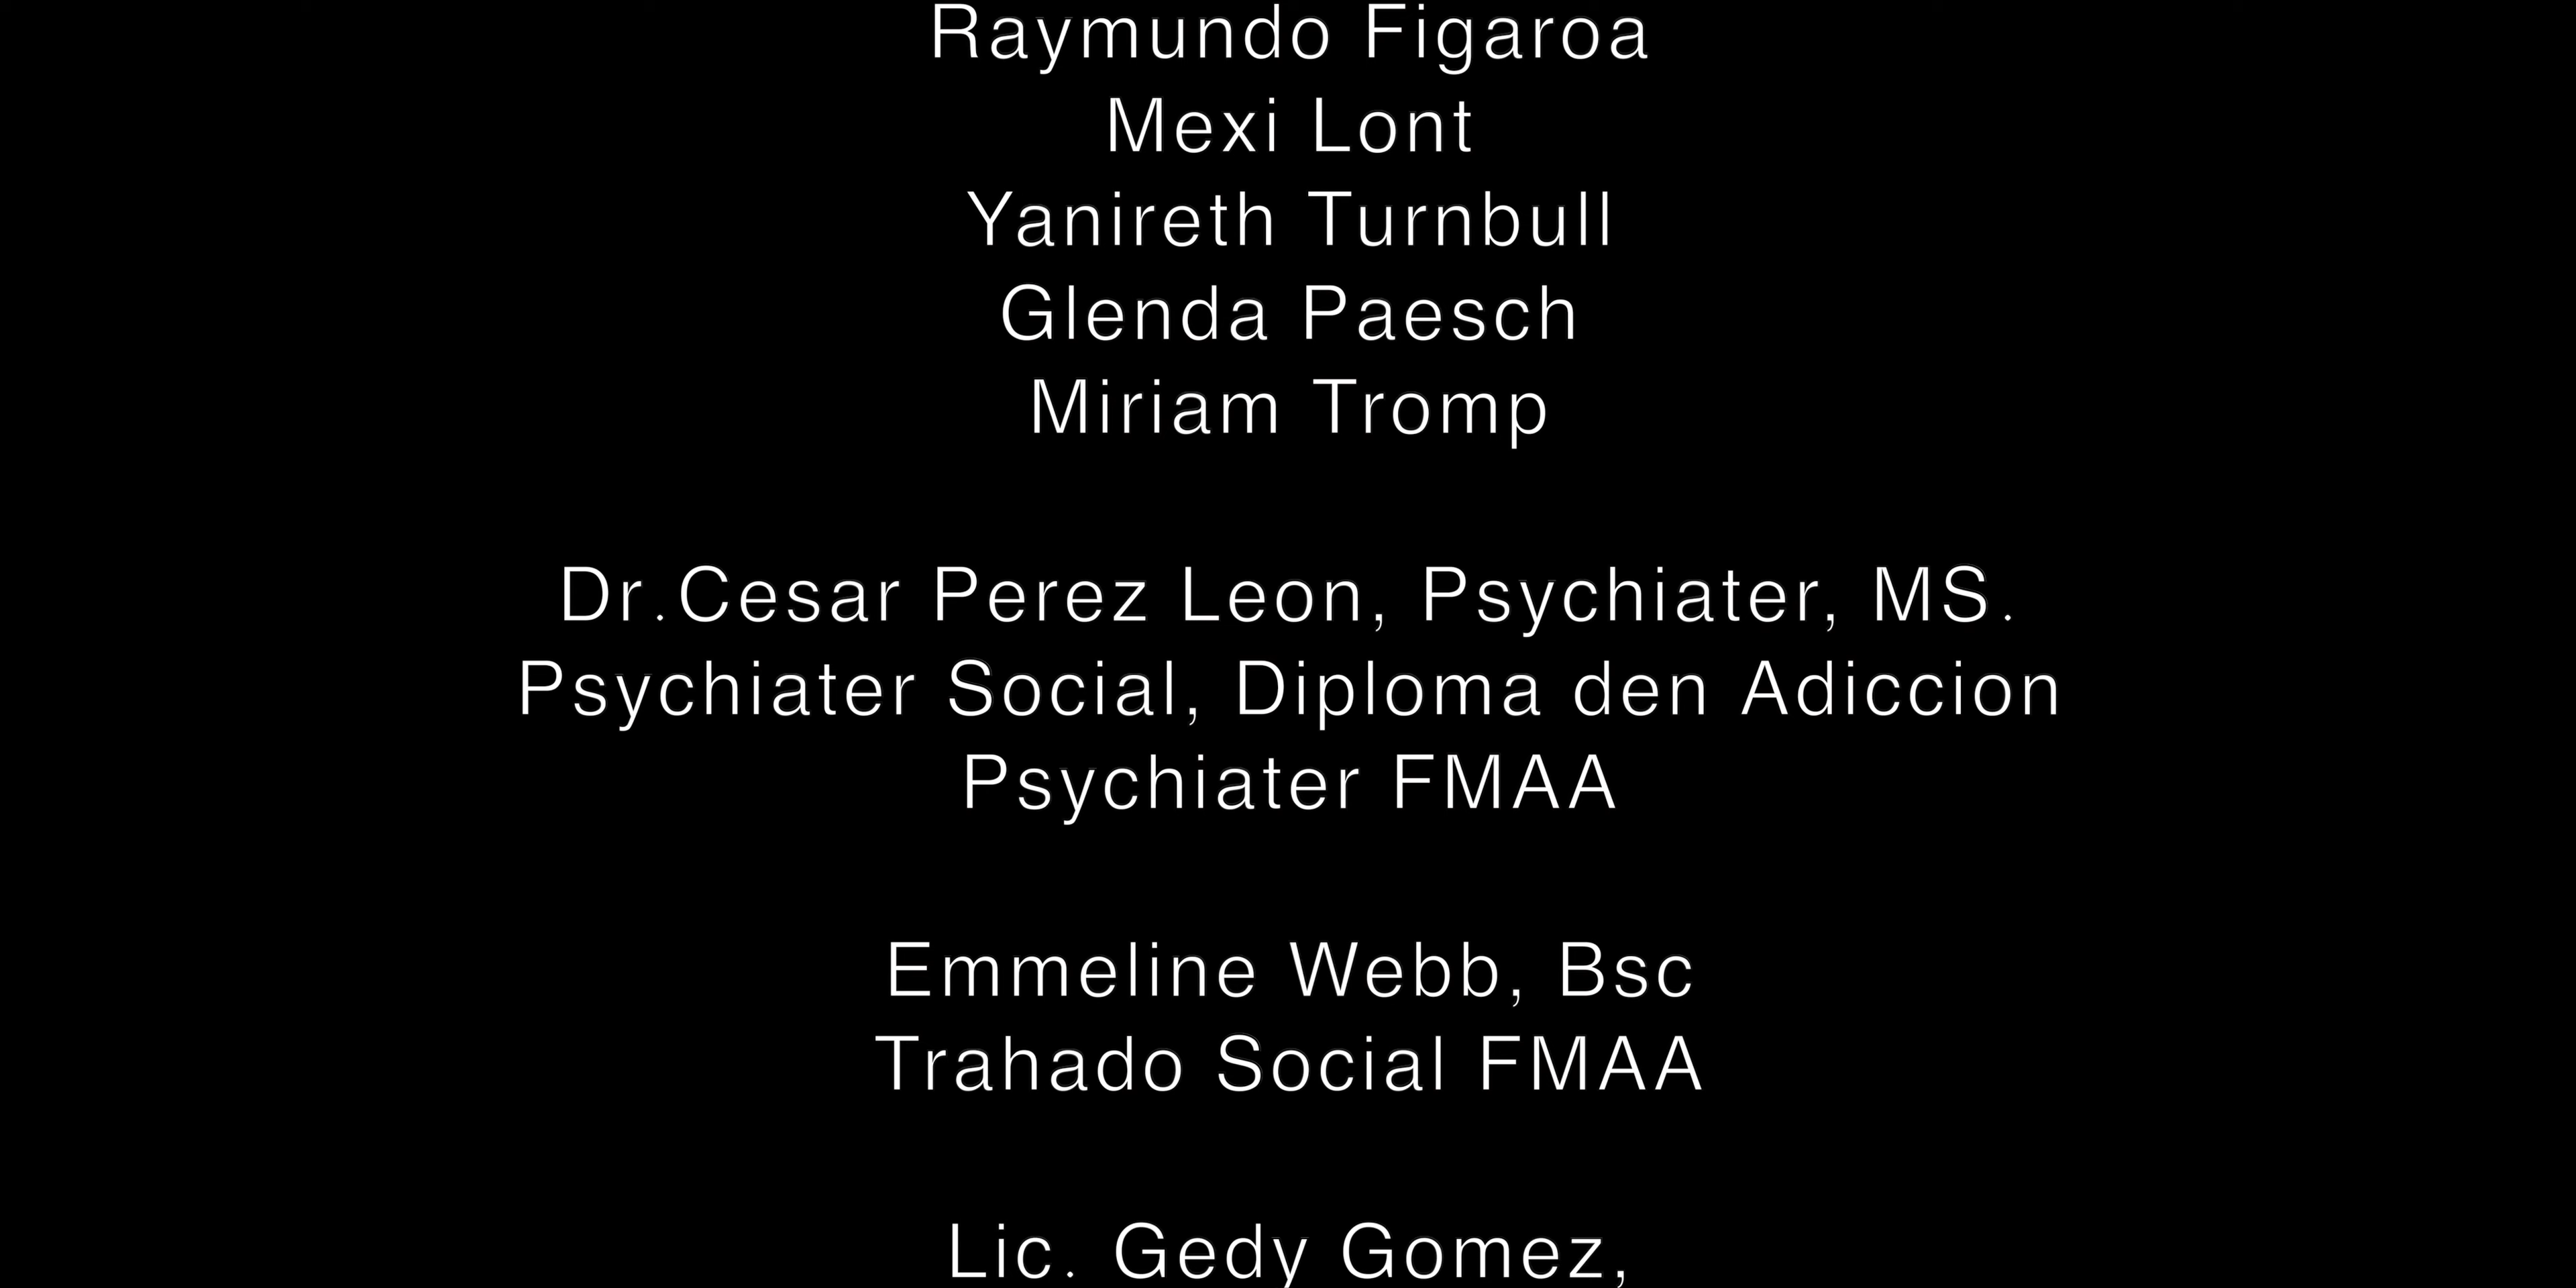 Raymundo Figaroa
Mexi Lont
Yanireth Turnbull
Glenda Paesch
Miriam Tromp
Dr.Cesar Perez Leon, Psychiater, MS.
Psychiater Social, Diploma den Adiccion
Psychiater FMAA
Emmeline Webb, Bsc
Trahado Social FMAA
Lic. Gedy Gomez,